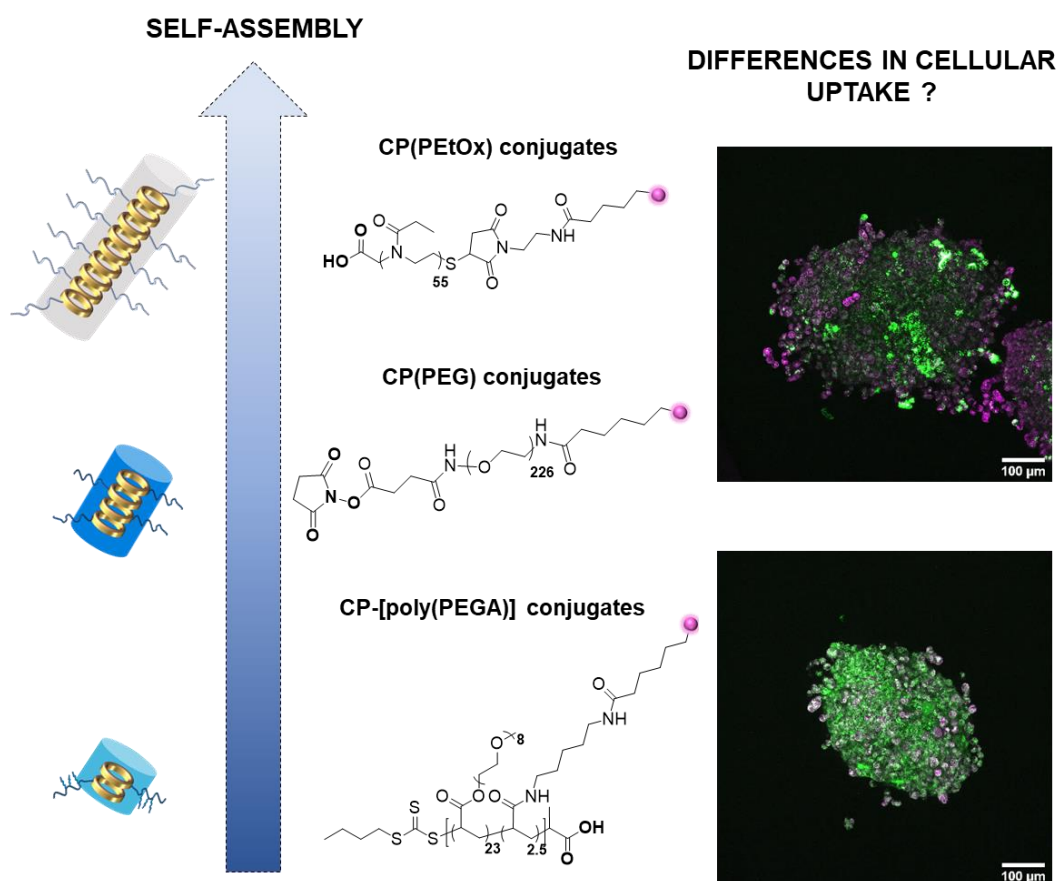 SELF-ASSEMBLY
DIFFERENCES IN CELLULAR
UPTAKE ?
CP(PEtOx) conjugates
O
O
O
O
HO
N
S
N
NH
55
O
100 µm
CP(PEG) conjugates
H
N
O
H
N
O
226
O
O
N
O
O
O
CP-[poly(PEGA)] conjugates
O
NH
O
8
O
NH
S
O
O
S
S
[
]
OH
23
2.5
O
100 µm